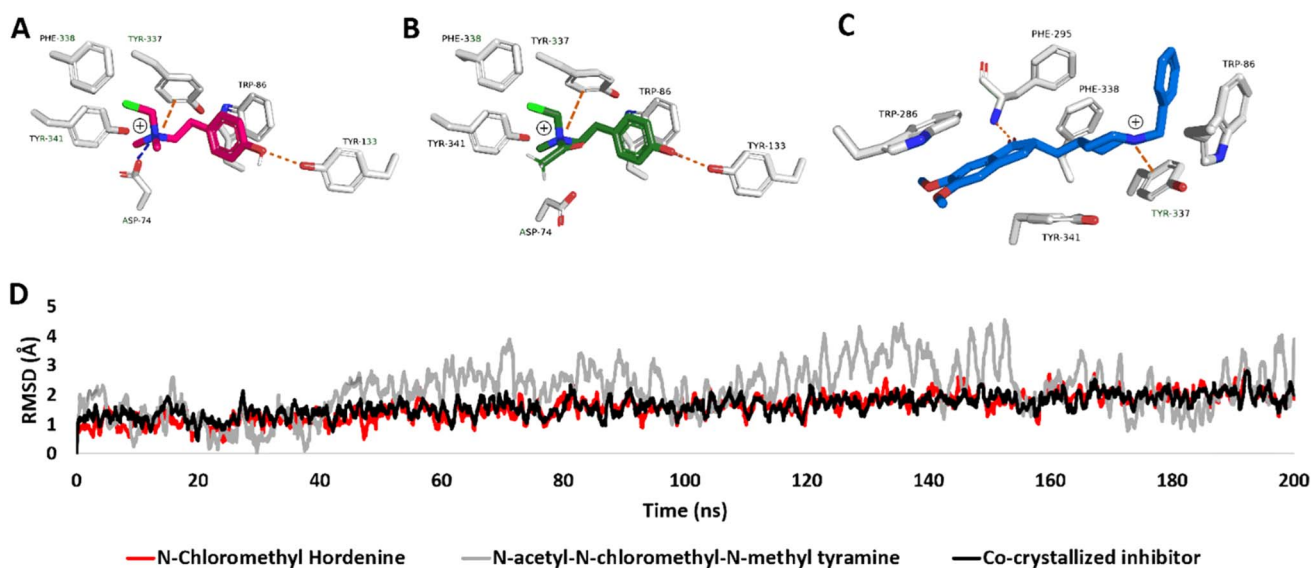 A
PHE-338
TYR-337
TRP-86
TYR-341
TYR-133
ASP-74
B
PHE-338
TYR-337
TRP-86
TYR-341
TYR-133
ASP-74
C
PHE-295
TRP-86
PHE-338
TRP-286
TYR-337
TYR-341
D
RMSD (Å)
5
4
3
2
1
0
0 20 40 60 80 100 120 140 160 180 200
Time (ns)
N-Chloromethyl Hordenine N-acetyl-N-chloromethyl-N-methyl tyramine Co-crystallized inhibitor